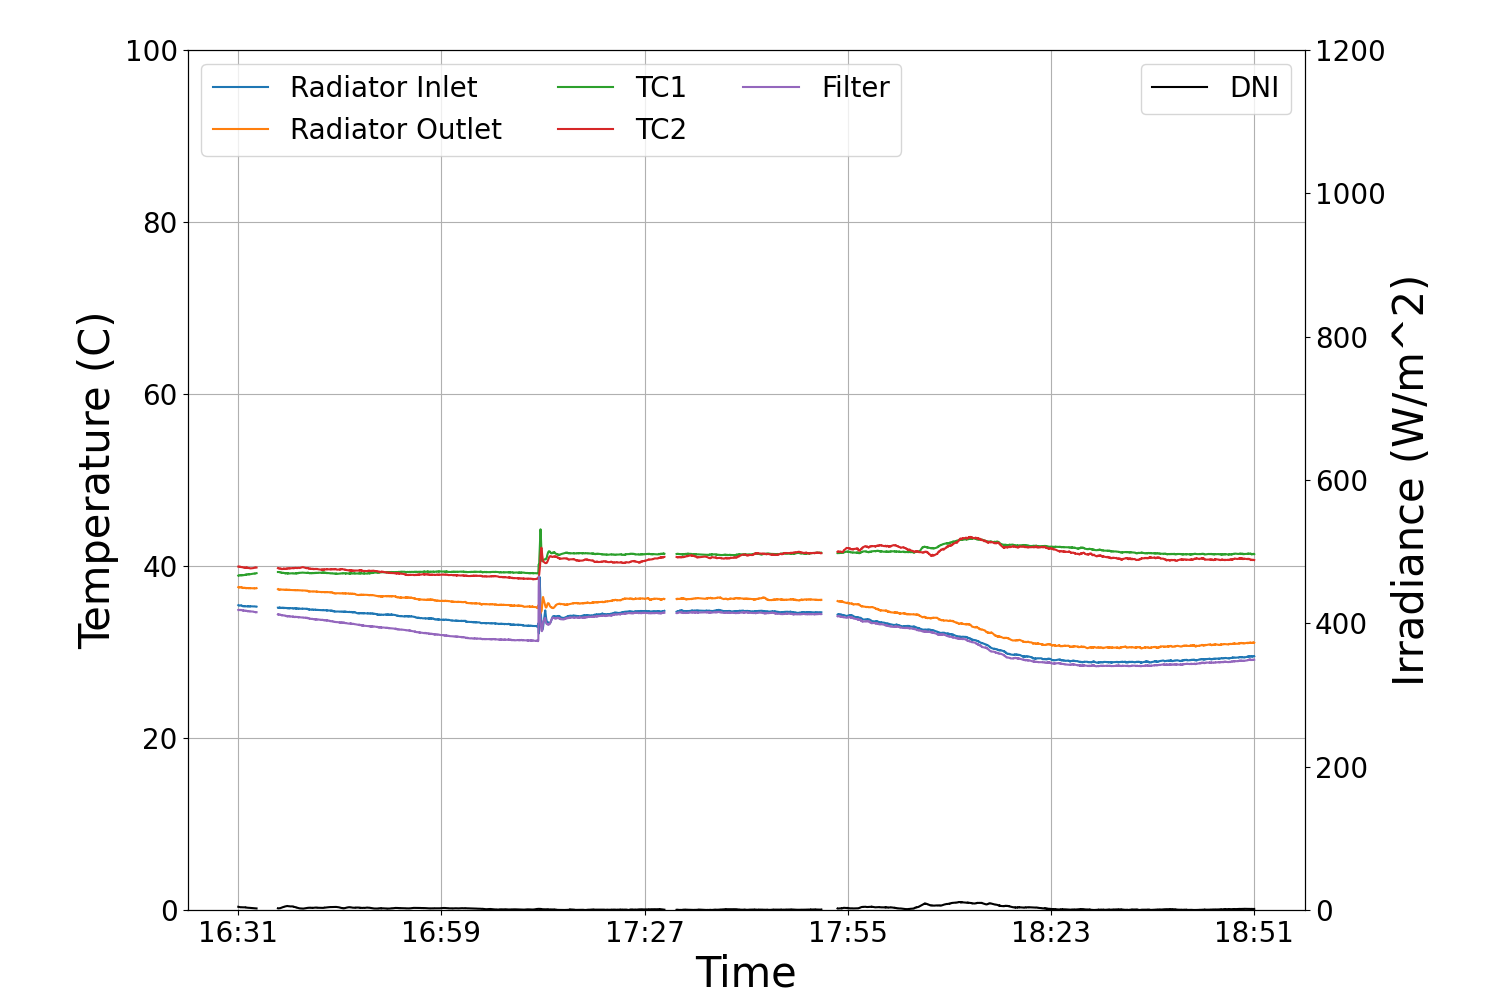 Radiator Inlet
Radiator Outlet
TC1
TC2
Filter
DNI
Temperature (C)
100
80
60
40
20
0
1200
1000
800
600
400
200
0
Irradiance (W/m^2)
16:31 16:59 17:27 17:55 18:23 18:51
Time